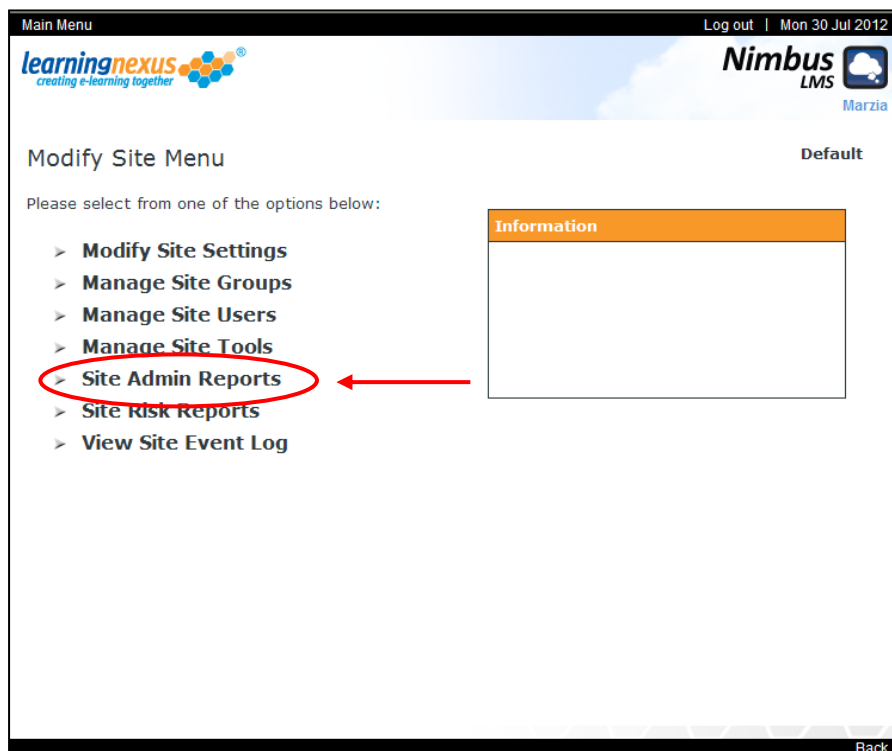 Main Menu
Log out | Mon 30 Jul 2012
learningnexus®
creating e-learning together
Nimbus
LMS
Marzia
Modify Site Menu
Default
Please select from one of the options below:
Information
Modify Site Settings
Manage Site Groups
Manage Site Users
Manage Site Tools
Site Admin Reports
Site Risk Reports
View Site Event Log
Back